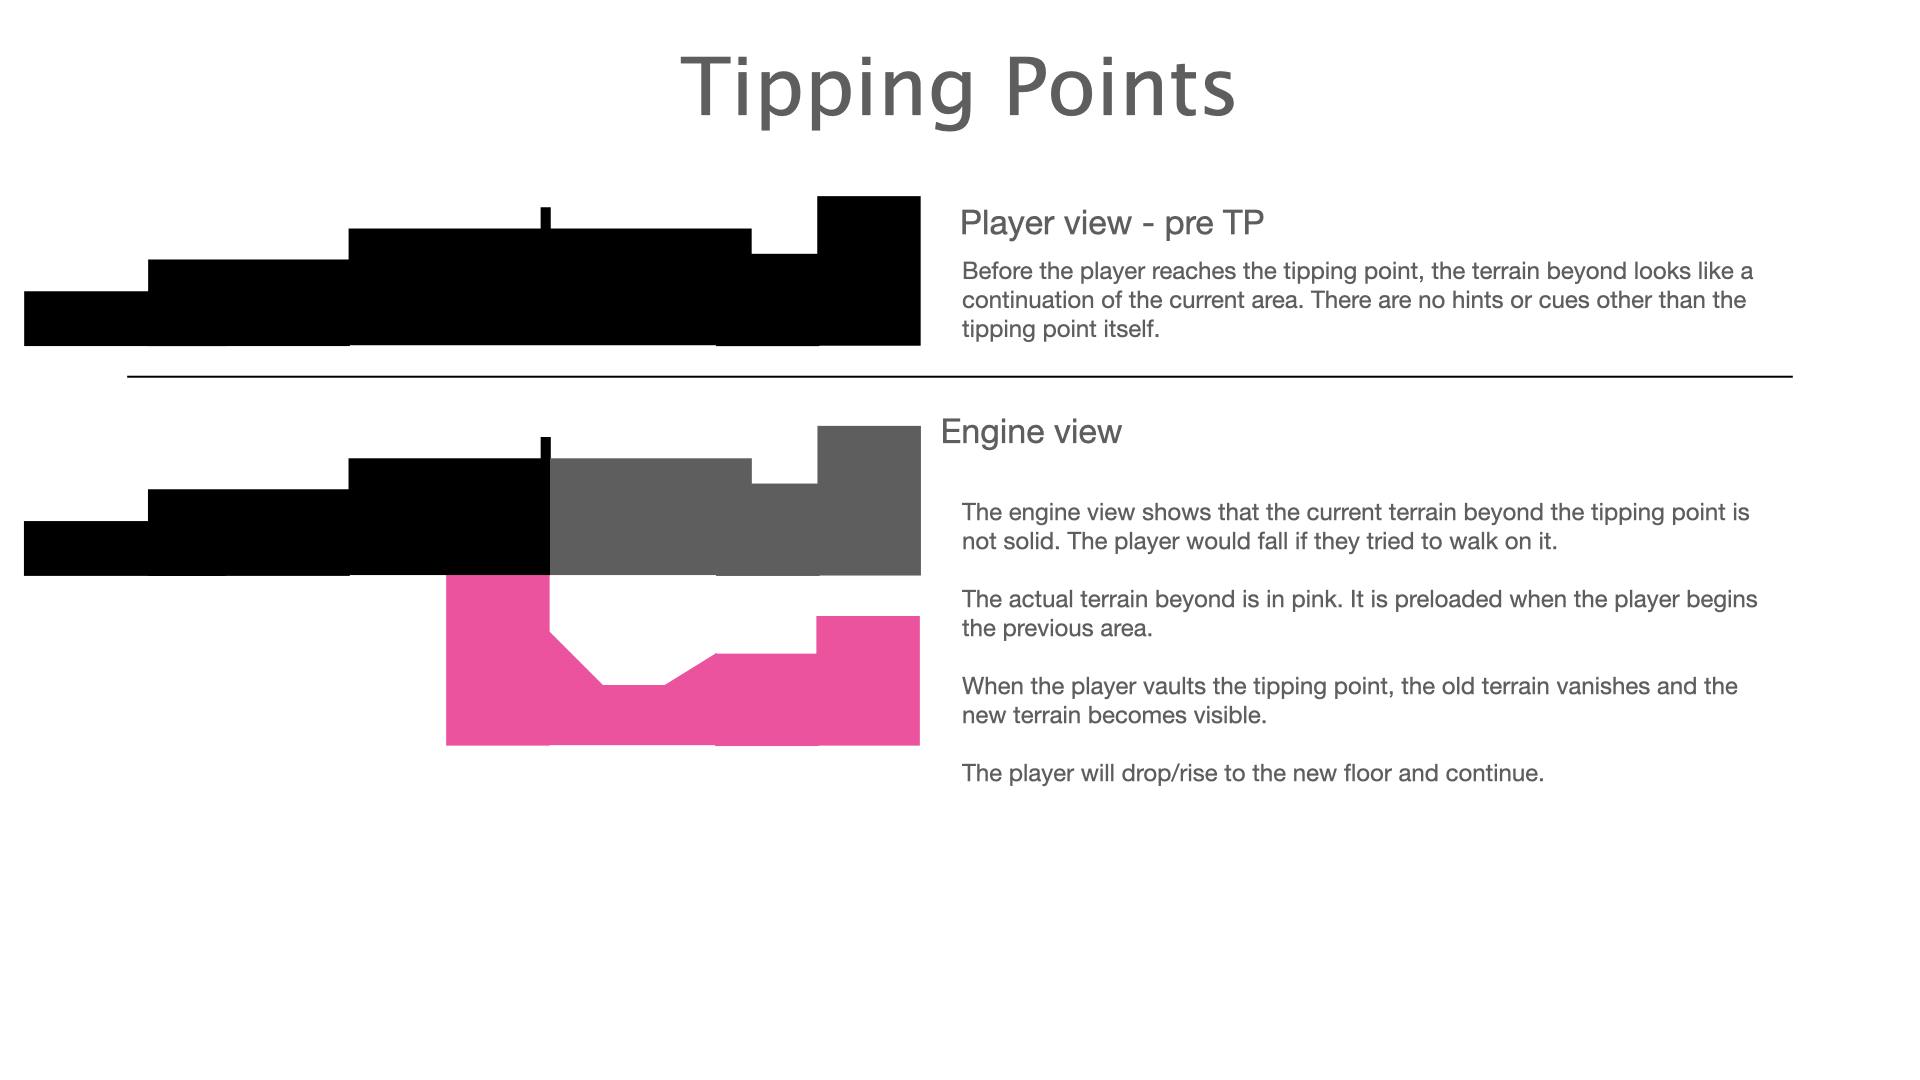 Tipping Points
Player view - pre TP
Before the player reaches the tipping point, the terrain beyond looks like a
continuation of the current area. There are no hints or cues other than the
tipping point itself.
Engine view
The engine view shows that the current terrain beyond the tipping point is
not solid. The player would fall if they tried to walk on it.
The actual terrain beyond is in pink. It is preloaded when the player begins
the previous area.
When the player vaults the tipping point, the old terrain vanishes and the
new terrain becomes visible.
The player will drop/rise to the new floor and continue.